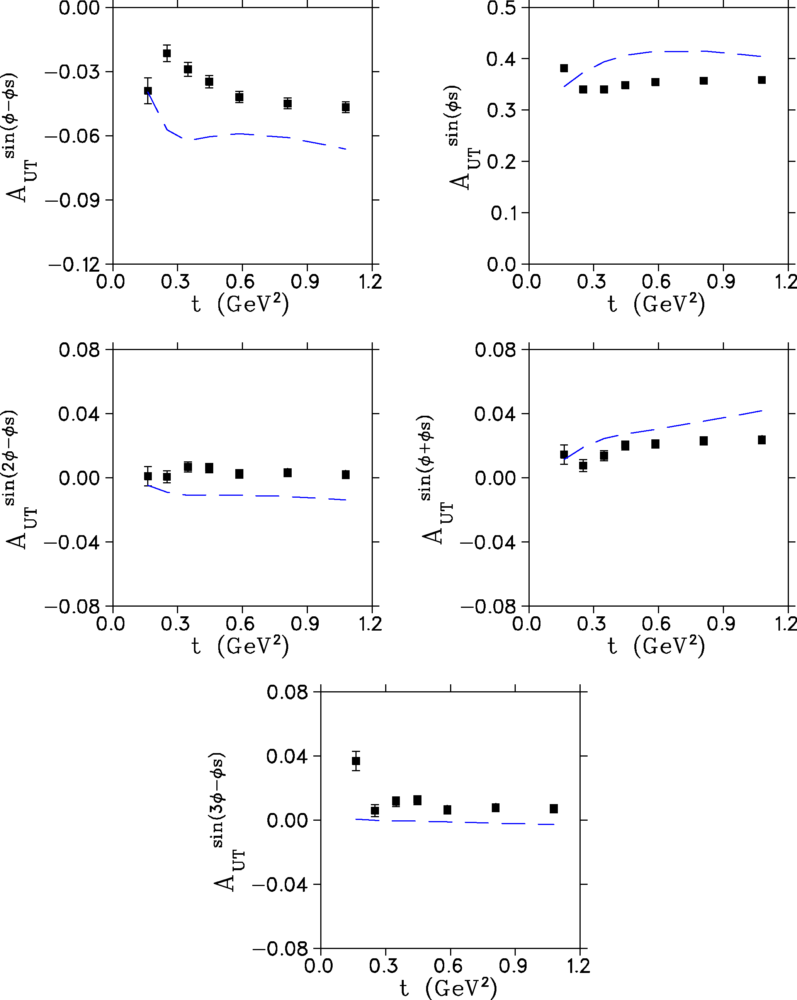 0.00
−0.03
−0.06
−0.09
−0.12
0.0 0.3 0.6 0.9 1.2
t (GeV²)
A_UT^sin(ϕ−ϕs)
0.5
0.4
0.3
0.2
0.1
0.0
0.0 0.3 0.6 0.9 1.2
t (GeV²)
A_UT^sin(ϕs)
0.08
0.04
0.00
−0.04
−0.08
0.0 0.3 0.6 0.9 1.2
t (GeV²)
A_UT^sin(2ϕ−ϕs)
0.08
0.04
0.00
−0.04
−0.08
0.0 0.3 0.6 0.9 1.2
t (GeV²)
A_UT^sin(ϕ+ϕs)
0.08
0.04
0.00
−0.04
−0.08
0.0 0.3 0.6 0.9 1.2
t (GeV²)
A_UT^sin(3ϕ−ϕs)